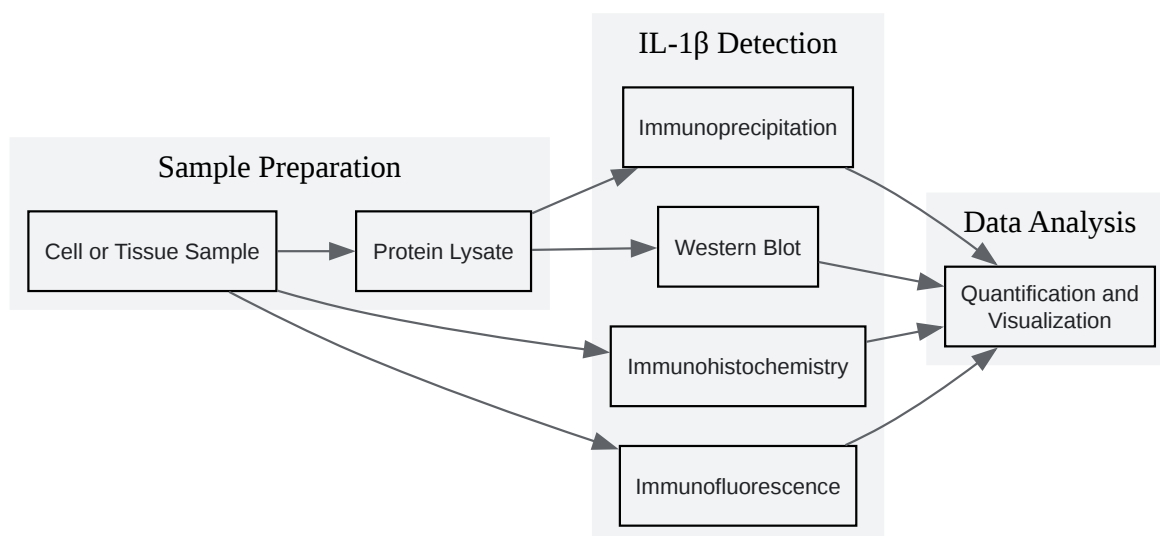 Sample Preparation
Cell or Tissue Sample
Protein Lysate
IL-1β Detection
Immunoprecipitation
Western Blot
Immunohistochemistry
Immunofluorescence
Data Analysis
Quantification and
Visualization